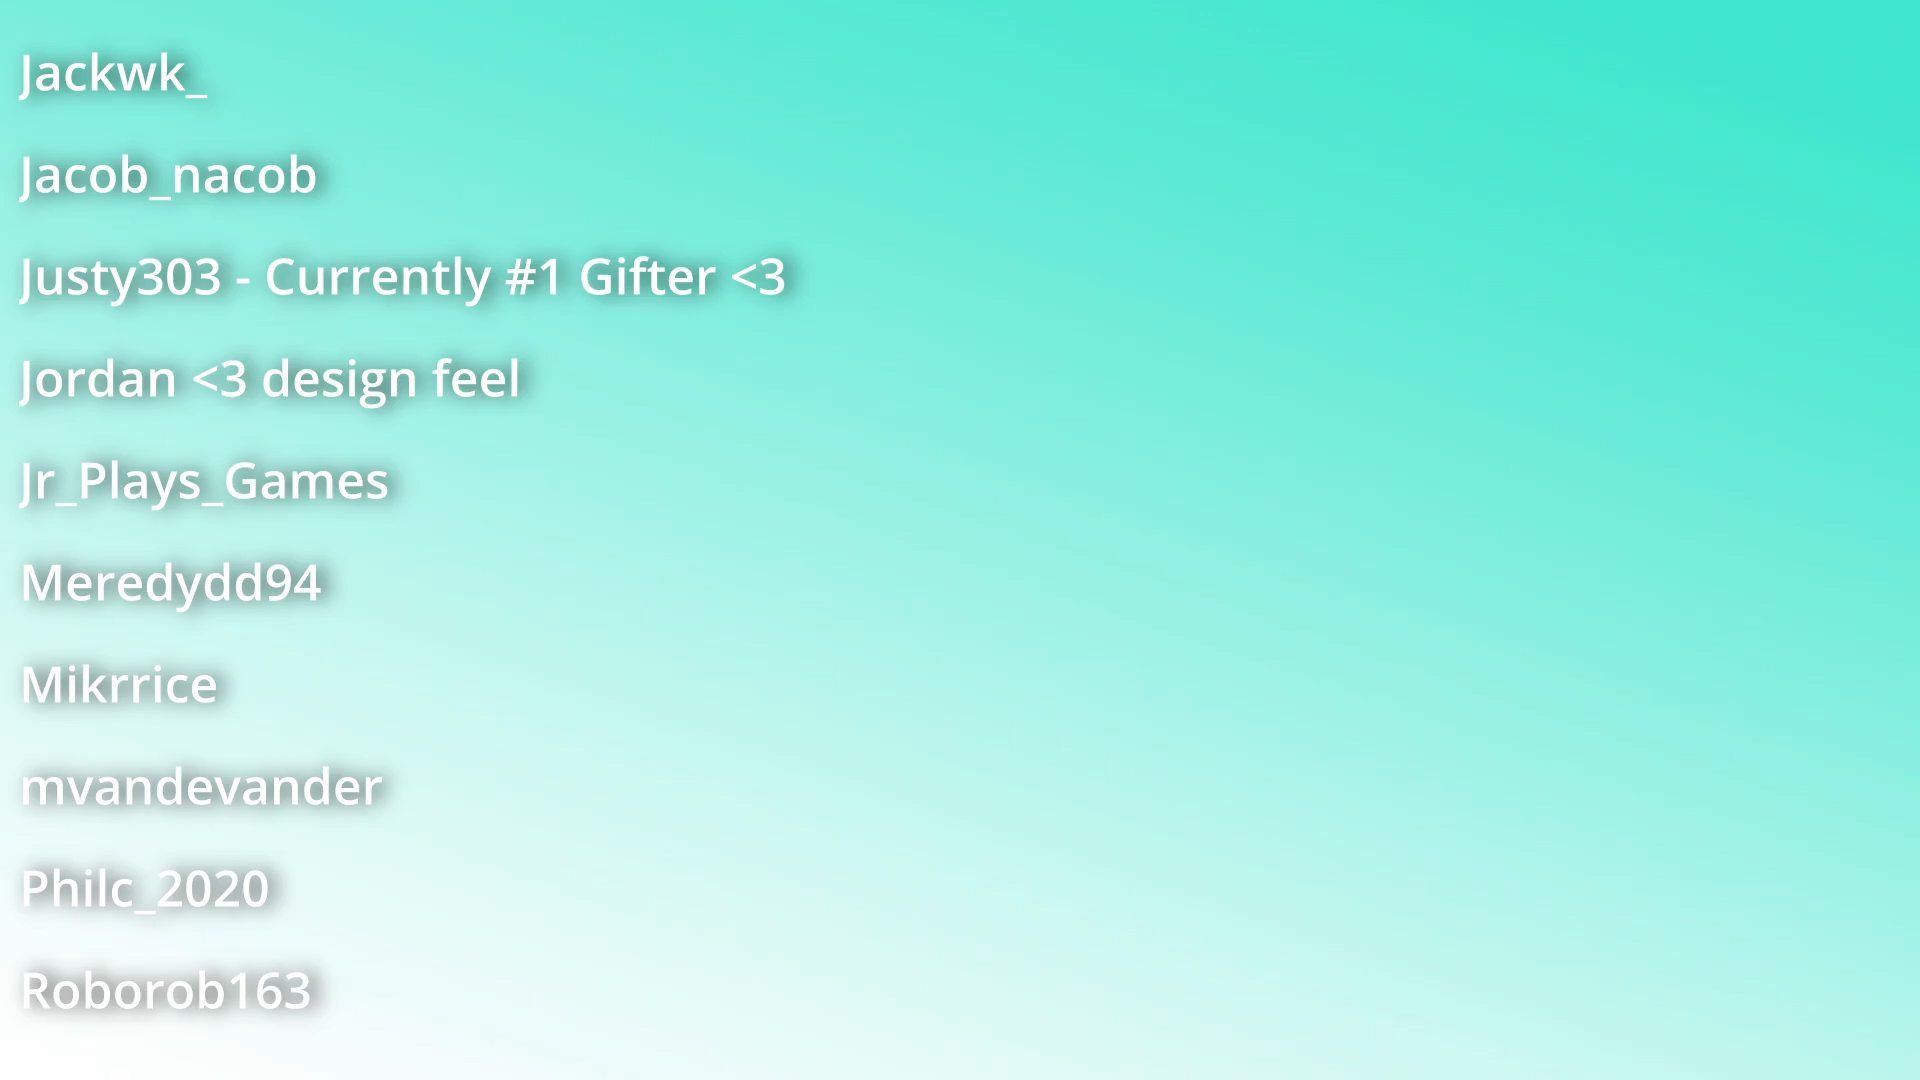 Jackwk_
Jacob_nacob
Justy303 - Currently #1 Gifter <3
Jordan <3 design feel
Jr_Plays_Games
Meredydd94
Mikrrice
mvandevander
Philc_2020
Roborob163